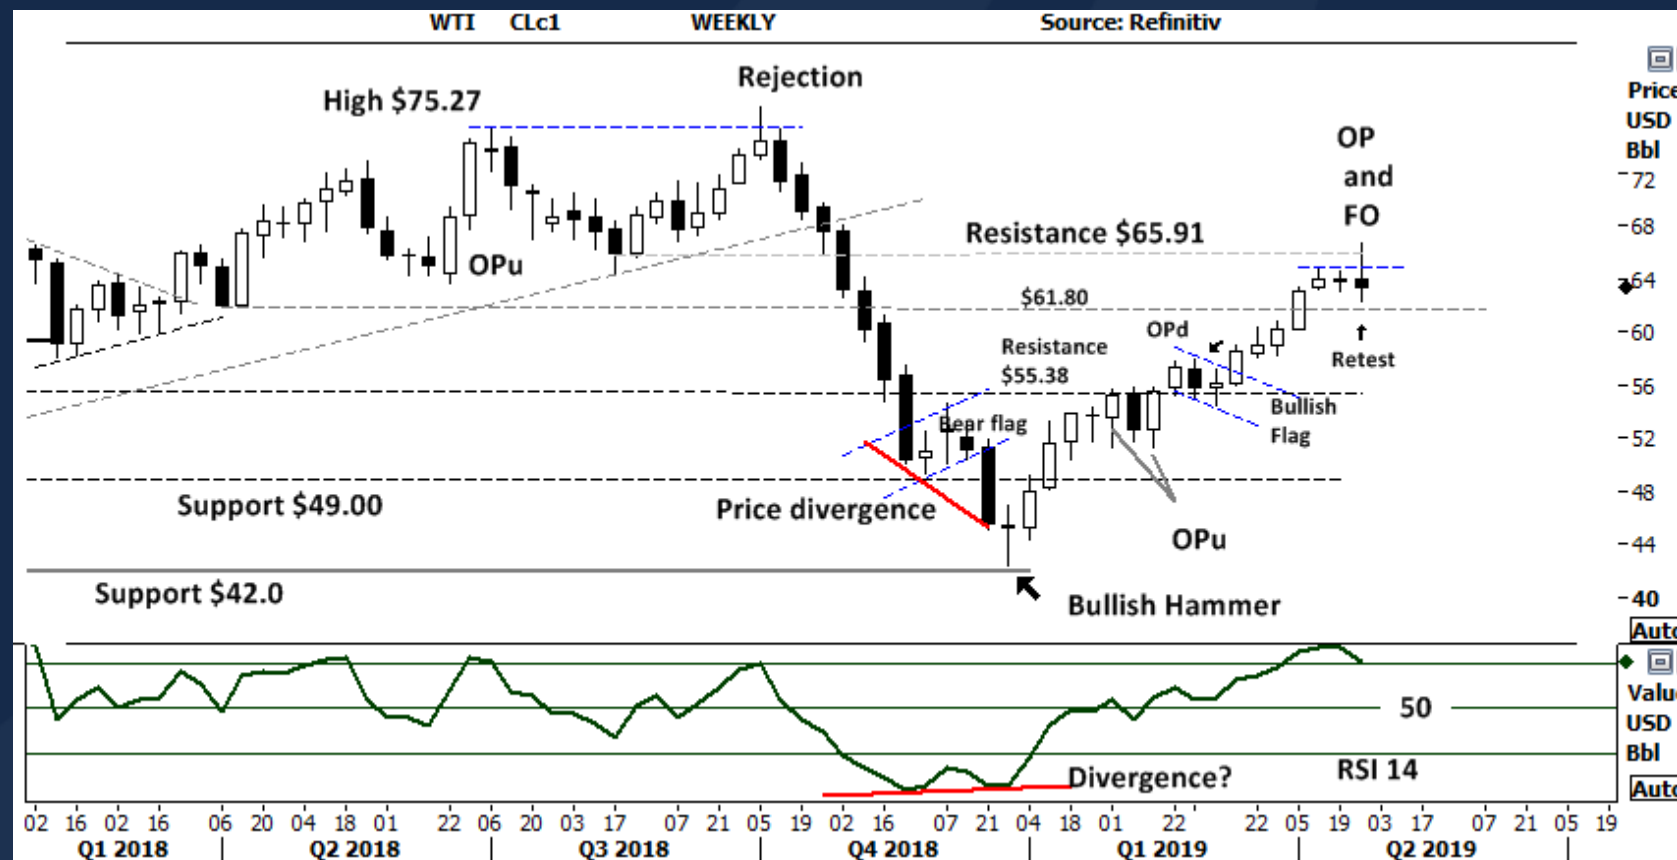 WTI CLc1 WEEKLY Source: Refinitiv
Price
USD
Bbl
Rejection
High $75.27
OP
and
FO
72
Resistance $65.91
68
OPu
64
$61.80
OPd
60
Retest
Resistance
$55.38
56
Bullish
Flag
Bear flag
52
Support $49.00
Price divergence
48
OPu
44
Support $42.0
Bullish Hammer
40
Auto
Value
USD
Bbl
50
Divergence?
RSI 14
Auto
02 16 02 16 06 20 04 18 01 22 06 20 03 17 07 21 05 19 02 16 07 21 04 18 01 22 22 05 19 03 17 07 21 05 19
Q1 2018 Q2 2018 Q3 2018 Q4 2018 Q1 2019 Q2 2019